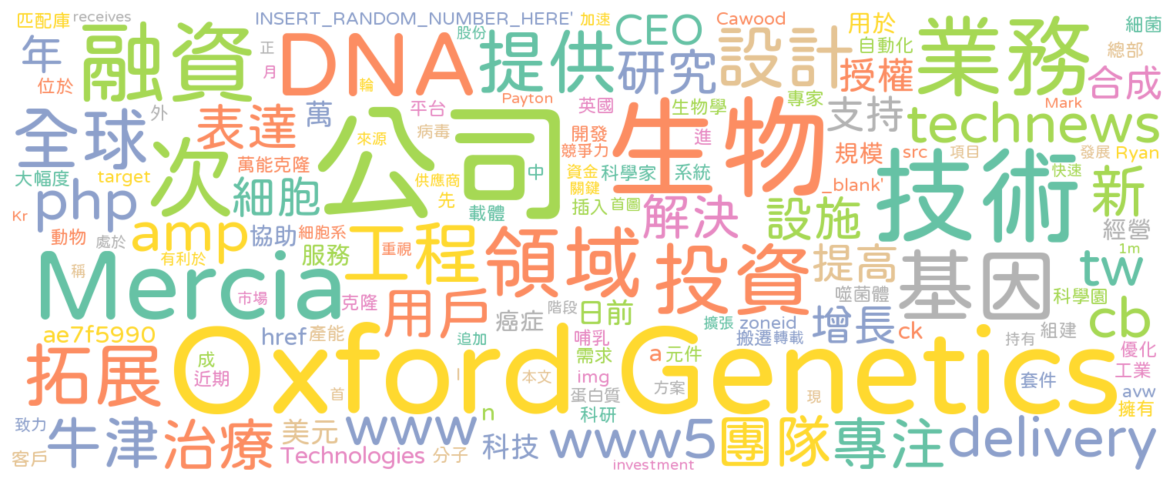 匹配庫 receives INSERT_RANDOM_NUMBER_HERE' 加速 CEO Cawood 用於 細菌
年 融資 正 DNA 股份 提供 研究 設計 自動化 業務 總部
位於 月 輪 Payton 授權 合成
全球 外 表達 萬 平台 英國 生物學 專家 支持 Mark technews
次 來源 病毒 公司 開發 生物 進 規模 src 項目 發展 Ryan
大幅度 target 萬能克隆 供應商 中 競爭力 資金 科學家 系統 _blank' 技術 快速 新
php 細胞 先 載體 關鍵 插入 首圖 解決 設施 經營
Kr 動物 處於 amp 協助 細胞系 重視 服務 工程 領域 投資 提高 基因 1m tw
有利於 稱 Mercia 市場 克隆 用戶 階段 日前 擴張 噬菌體 科學園 cb
ae7f5990 href 產能 癌症 追加 哺乳 搬遷 zoneid 轉載 增長 ck 持有 組建
拓展 成 近期 Oxford Genetics 需求 a 元件 優化
首 l 本文 img 蛋白質 方案 現 套件 工業 avw
致力 牛津 治療 美元 www n 科技 科研 www5 團隊 專注 delivery 擁有
客戶 Technologies 分子 investment